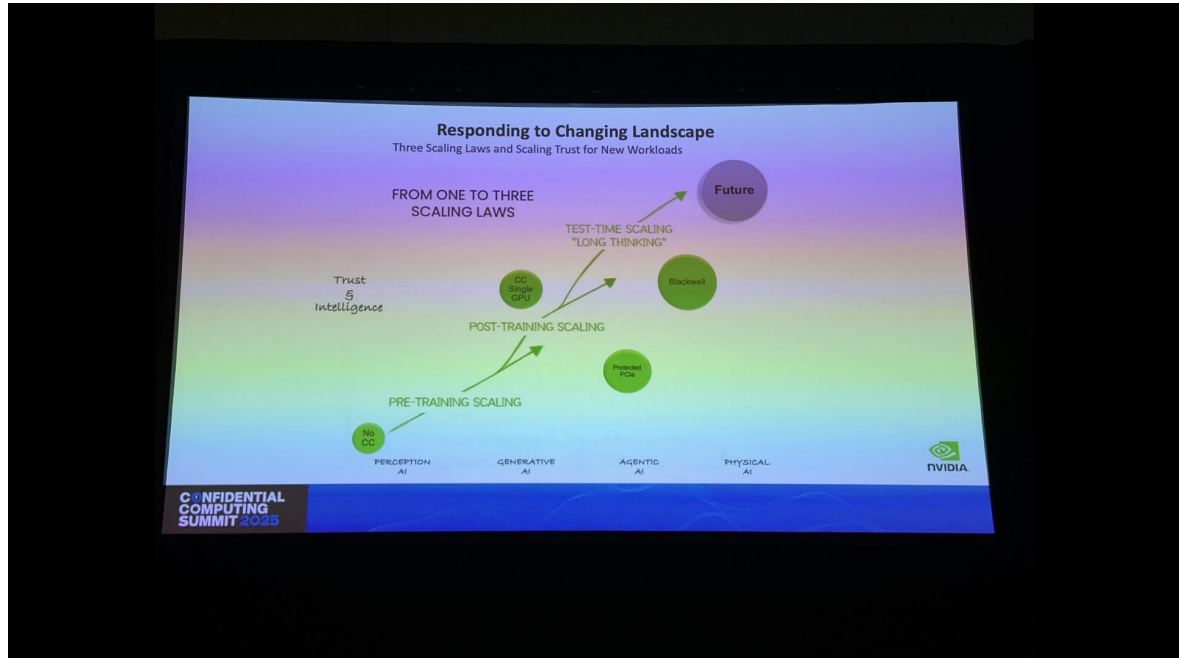 Responding to Changing Landscape
Three Scaling Laws and Scaling Trust for New Workloads
FROM ONE TO THREE
SCALING LAWS
Future
TEST-TIME SCALING
"LONG THINKING"
Trust
&
Intelligence
CC
Single
GPU
Blackwell
POST-TRAINING SCALING
Protected
PCIe
PRE-TRAINING SCALING
No
CC
PERCEPTION
AI
GENERATIVE
AI
AGENTIC
AI
PHYSICAL
AI
NVIDIA
CONFIDENTIAL
COMPUTING
SUMMIT 2025